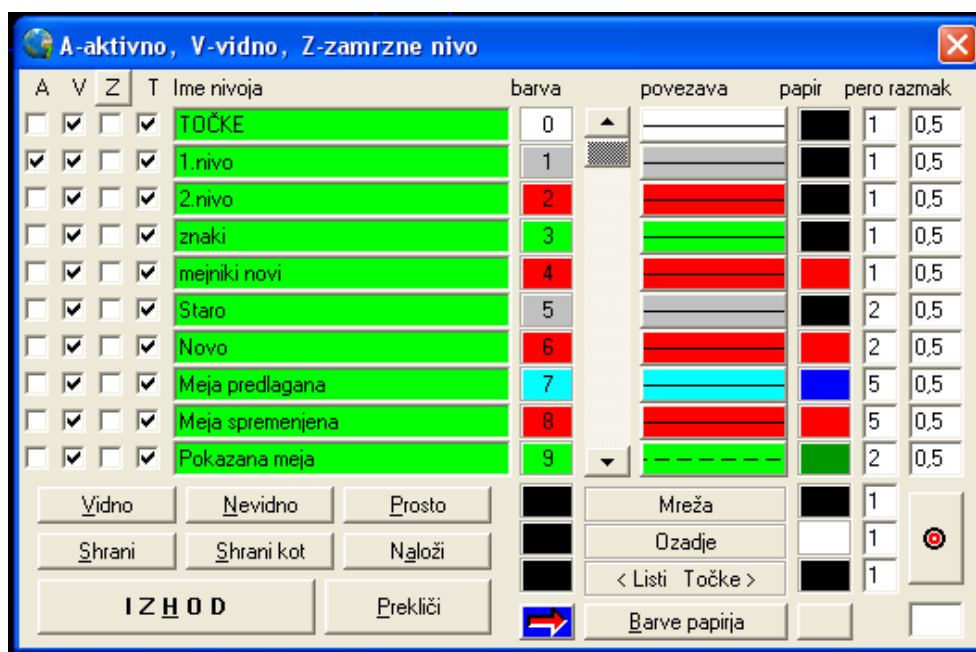 A-aktivno, V-vidno, Z-zamrzne nivo
A V Z T Ime nivoja barva povezava papir pero razmak
TOČKE 0 1 0,5
1.nivo 1 1 0,5
2.nivo 2 1 0,5
znaki 3 1 0,5
mejniki novi 4 1 0,5
Staro 5 2 0,5
Novo 6 2 0,5
Meja predlagana 7 5 0,5
Meja spremenjena 8 5 0,5
Pokazana meja 9 2 0,5
Vidno Nevidno Prosto Mreža 1
Shrani Shrani kot Naloži Ozadje 1
< Listi Točke > 1
IZHOD Prekliči Barve papirja